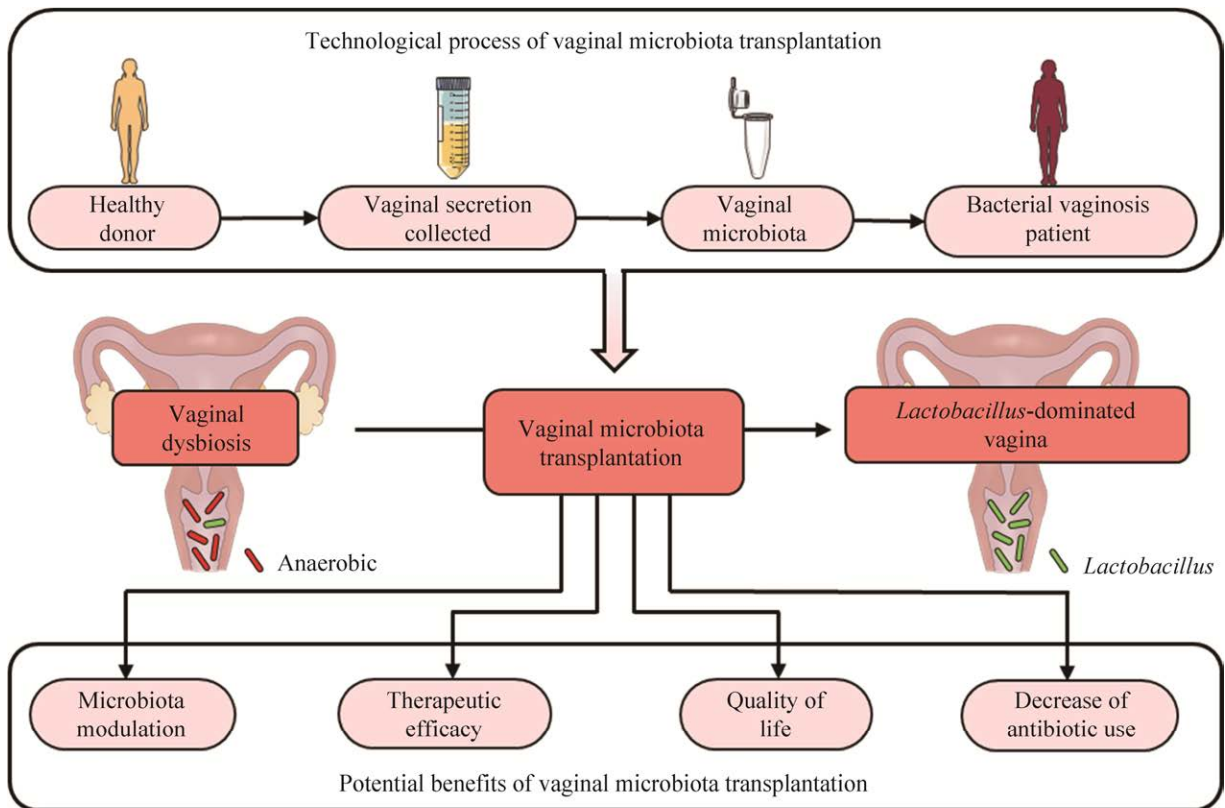 Technological process of vaginal microbiota transplantation
Healthy
donor
Vaginal secretion
collected
Vaginal
microbiota
Bacterial vaginosis
patient
Vaginal
dysbiosis
Vaginal microbiota
transplantation
Lactobacillus-dominated
vagina
Anaerobic
Lactobacillus
Microbiota
modulation
Therapeutic
efficacy
Quality of
life
Decrease of
antibiotic use
Potential benefits of vaginal microbiota transplantation